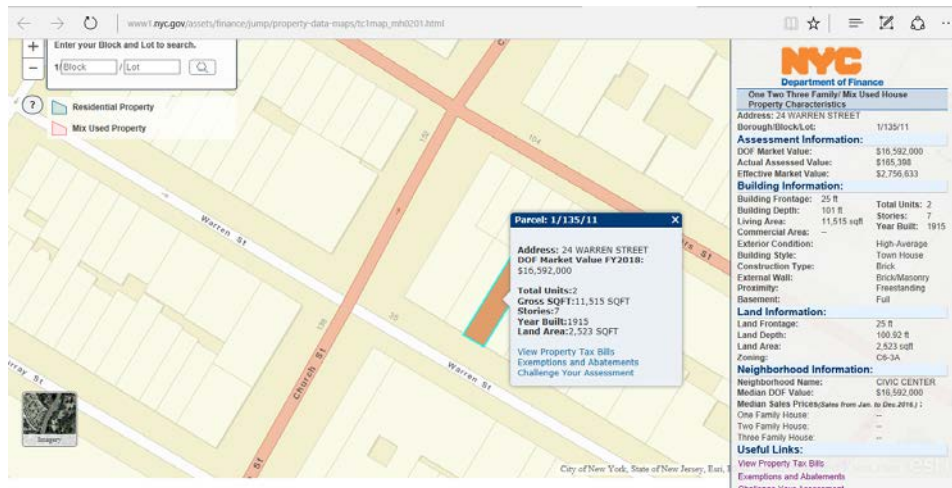 www1.nyc.gov/assets/finance/jump/property-data-maps/tc1map_mh0201.html
+
Enter your Block and Lot to search.
−
1/ Block / Lot
?
Residential Property
Mix Used Property
Warren St
Church St
Warren St
St
Parcel: 1/135/11 X
Address: 24 WARREN STREET
DOF Market Value FY2018:
$16,592,000
Total Units:2
Gross SQFT:11,515 SQFT
Stories:7
Year Built:1915
Land Area:2,523 SQFT
View Property Tax Bills
Exemptions and Abatements
Challenge Your Assessment
Imagery
City of New York, State of New Jersey, Esri,
NYC
Department of Finance
One Two Three Family/ Mix Used House
Property Characteristics
Address: 24 WARREN STREET
Borough/Block/Lot: 1/135/11
Assessment Information:
DOF Market Value: $16,592,000
Actual Assessed Value: $165,398
Effective Market Value: $2,756,633
Building Information:
Building Frontage: 25 ft
Total Units: 2
Building Depth: 101 ft
Stories: 7
Living Area: 11,515 sqft
Year Built: 1915
Commercial Area: --
Exterior Condition: High-Average
Building Style: Town House
Construction Type: Brick
External Wall: Brick/Masonry
Proximity: Freestanding
Basement: Full
Land Information:
Land Frontage: 25 ft
Land Depth: 100.92 ft
Land Area: 2,523 sqft
Zoning: C6-3A
Neighborhood Information:
Neighborhood Name: CIVIC CENTER
Median DOF Value: $16,592,000
Median Sales Prices(Sales from Jan. to Dec.2016.) :
One Family House: --
Two Family House: --
Three Family House: --
Useful Links:
View Property Tax Bills
esri
Exemptions and Abatements
Challenge Your Assessment